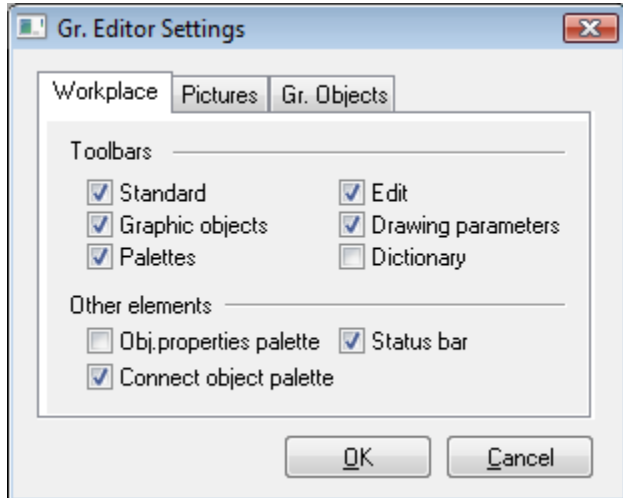 Gr. Editor Settings
Workplace Pictures Gr. Objects
Toolbars
Standard Edit
Graphic objects Drawing parameters
Palettes Dictionary
Other elements
Obj.properties palette Status bar
Connect object palette
OK Cancel